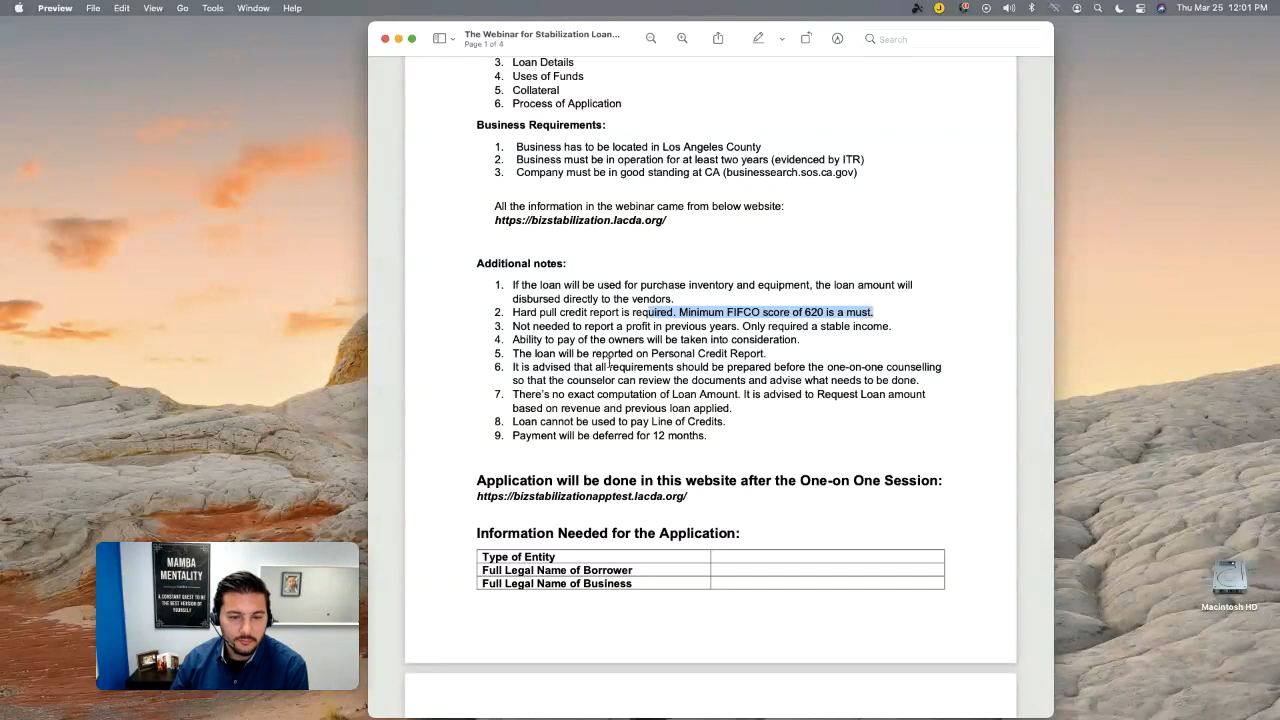 Preview File Edit View Go Tools Window Help
Thu Mar 25 12:01 PM
The Webinar for Stabilization Loan...
Page 1 of 4
Search
3. Loan Details
4. Uses of Funds
5. Collateral
6. Process of Application
Business Requirements:
1. Business has to be located in Los Angeles County
2. Business must be in operation for at least two years (evidenced by ITR)
3. Company must be in good standing at CA (businessearch.sos.ca.gov)
All the information in the webinar came from below website:
https://bizstabilization.lacda.org/
Additional notes:
1. If the loan will be used for purchase inventory and equipment, the loan amount will
disbursed directly to the vendors.
2. Hard pull credit report is required. Minimum FIFCO score of 620 is a must.
3. Not needed to report a profit in previous years. Only required a stable income.
4. Ability to pay of the owners will be taken into consideration.
5. The loan will be reported on Personal Credit Report.
6. It is advised that all requirements should be prepared before the one-on-one counselling
so that the counselor can review the documents and advise what needs to be done.
7. There's no exact computation of Loan Amount. It is advised to Request Loan amount
based on revenue and previous loan applied.
8. Loan cannot be used to pay Line of Credits.
9. Payment will be deferred for 12 months.
Application will be done in this website after the One-on One Session:
https://bizstabilizationapptest.lacda.org/
Information Needed for the Application:
Type of Entity
Full Legal Name of Borrower
Full Legal Name of Business
MAMBA
MENTALITY
A CONSTANT QUEST TO BE
THE BEST VERSION OF
YOURSELF
Macintosh HD